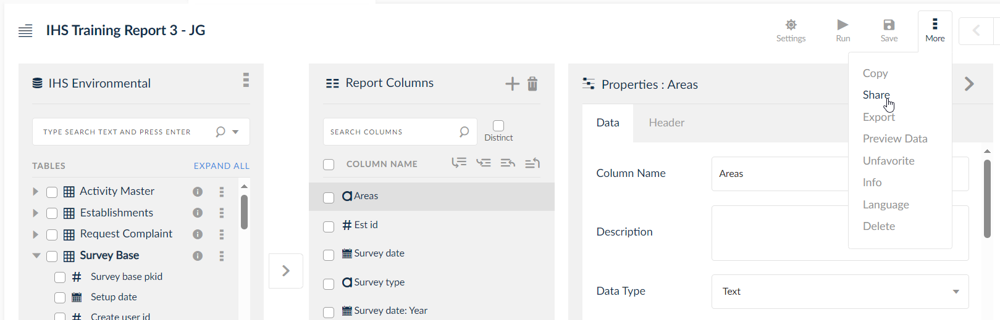 IHS Training Report 3 - JG
Settings
Run
Save
More
Copy
Share
Export
Preview Data
Unfavorite
Info
Language
Delete
IHS Environmental
TYPE SEARCH TEXT AND PRESS ENTER
TABLES
EXPAND ALL
Activity Master
Establishments
Request Complaint
Survey Base
Survey base pkid
Setup date
Create user id
Report Columns
SEARCH COLUMNS
Distinct
COLUMN NAME
Areas
Est id
Survey date
Survey type
Survey date: Year
Properties : Areas
Data
Header
Column Name
Areas
Description
Data Type
Text